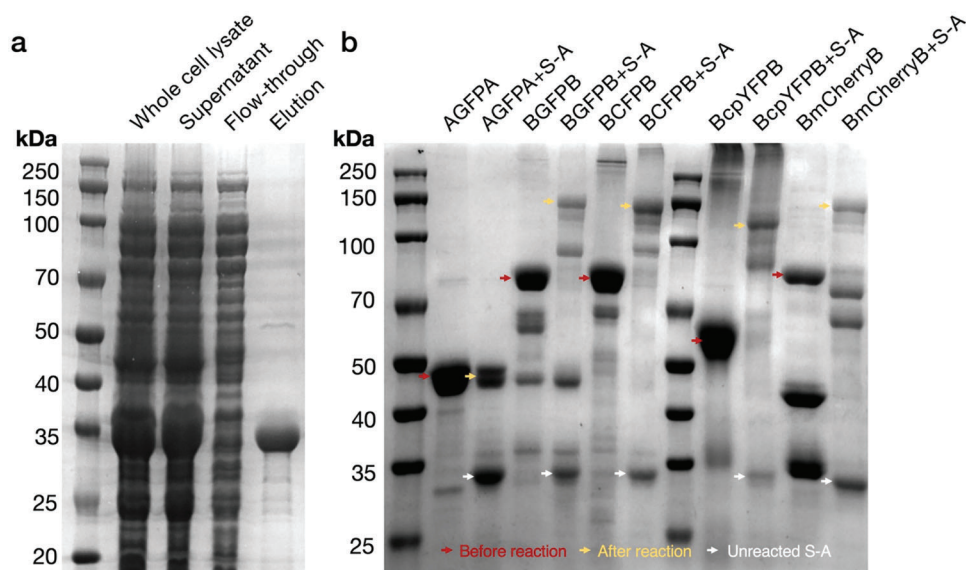 a
Whole cell lysate
Supernatant
Flow-through
Elution
kDa
250
150
100
70
50
40
35
25
20
b
AGFPA
AGFPA+S-A
BGFPB
BGFPB+S-A
BCFPB
BCFPB+S-A
BcpYFPB
BcpYFPB+S-A
BmCherryB
BmCherryB+S-A
kDa
250
150
100
70
50
40
35
25
Before reaction
After reaction
Unreacted S-A